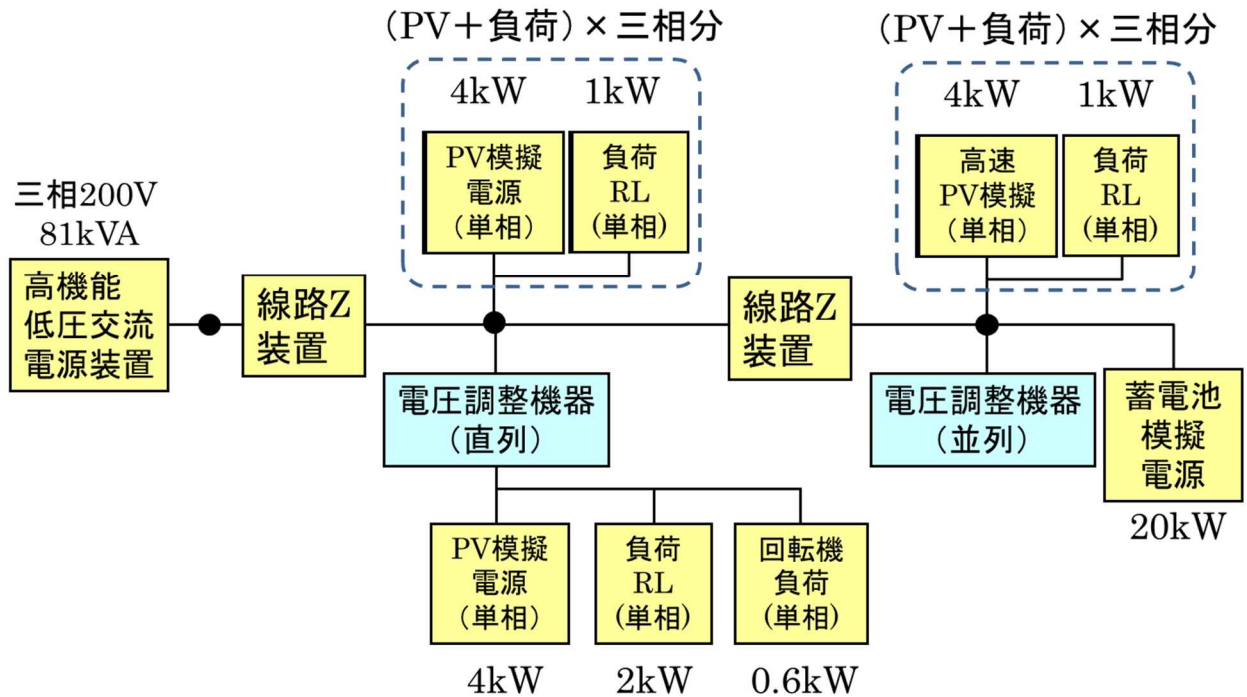 (PV+負荷)×三相分
(PV+負荷)×三相分
4kW
1kW
4kW
1kW
PV模擬
電源
(単相)
負荷
RL
(単相)
高速
PV模擬
(単相)
負荷
RL
(単相)
三相200V
81kVA
高機能
低圧交流
電源装置
線路Z
装置
線路Z
装置
電圧調整機器
(直列)
電圧調整機器
(並列)
蓄電池
模擬
電源
20kW
PV模擬
電源
(単相)
負荷
RL
(単相)
回転機
負荷
(単相)
4kW
2kW
0.6kW